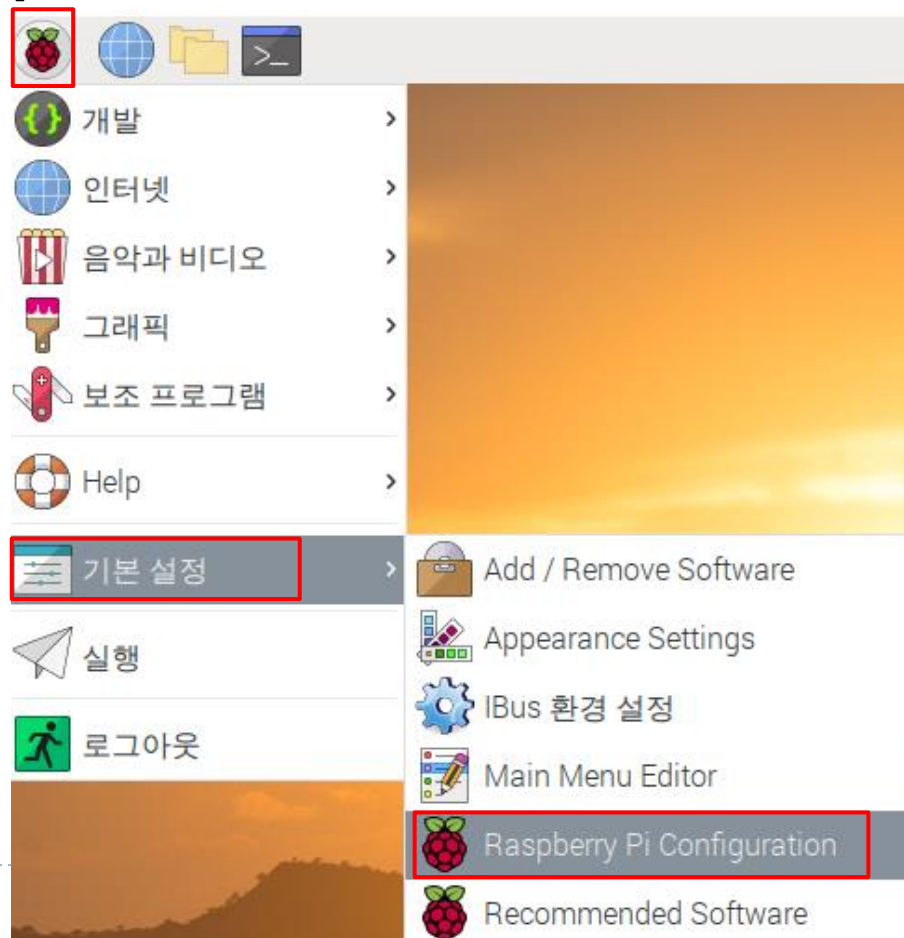 >_
개발
인터넷
음악과 비디오
그래픽
보조 프로그램
Help
기본 설정
실행
로그아웃
Add / Remove Software
Appearance Settings
IBus 환경 설정
Main Menu Editor
Raspberry Pi Configuration
Recommended Software